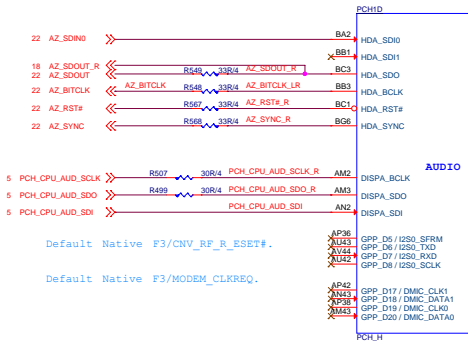 PCH1D
22 AZ_SDIN0 BA2 HDA_SDI0
BB1 HDA_SDI1
18 AZ_SDOUT_R
22 AZ_SDOUT R549 33R/4 AZ_SDOUT_R BC3 HDA_SDO
22 AZ_BITCLK AZ_BITCLK R548 33R/4 AZ_BITCLK_LR BB3 HDA_BCLK
22 AZ_RST# R567 33R/4 AZ_RST#_R BC1 HDA_RST#
22 AZ_SYNC R568 33R/4 AZ_SYNC_R BG6 HDA_SYNC
AUDIO
5 PCH_CPU_AUD_SCLK R507 30R/4 PCH_CPU_AUD_SCLK_R AM2 DISPA_BCLK
5 PCH_CPU_AUD_SDO R499 30R/4 PCH_CPU_AUD_SDO_R AM3 DISPA_SDO
5 PCH_CPU_AUD_SDI PCH_CPU_AUD_SDI AN2 DISPA_SDI
AP36 GPP_D5 / I2S0_SFRM
Default Native F3/CNV_RF_R_ESET#. AU43 GPP_D6 / I2S0_TXD
AV44 GPP_D7 / I2S0_RXD
AU42 GPP_D8 / I2S0_SCLK
Default Native F3/MODEM_CLKREQ.
AP42 GPP_D17 / DMIC_CLK1
AN43 GPP_D18 / DMIC_DATA1
AP38 GPP_D19 / DMIC_CLK0
AM43 GPP_D20 / DMIC_DATA0
PCH_H